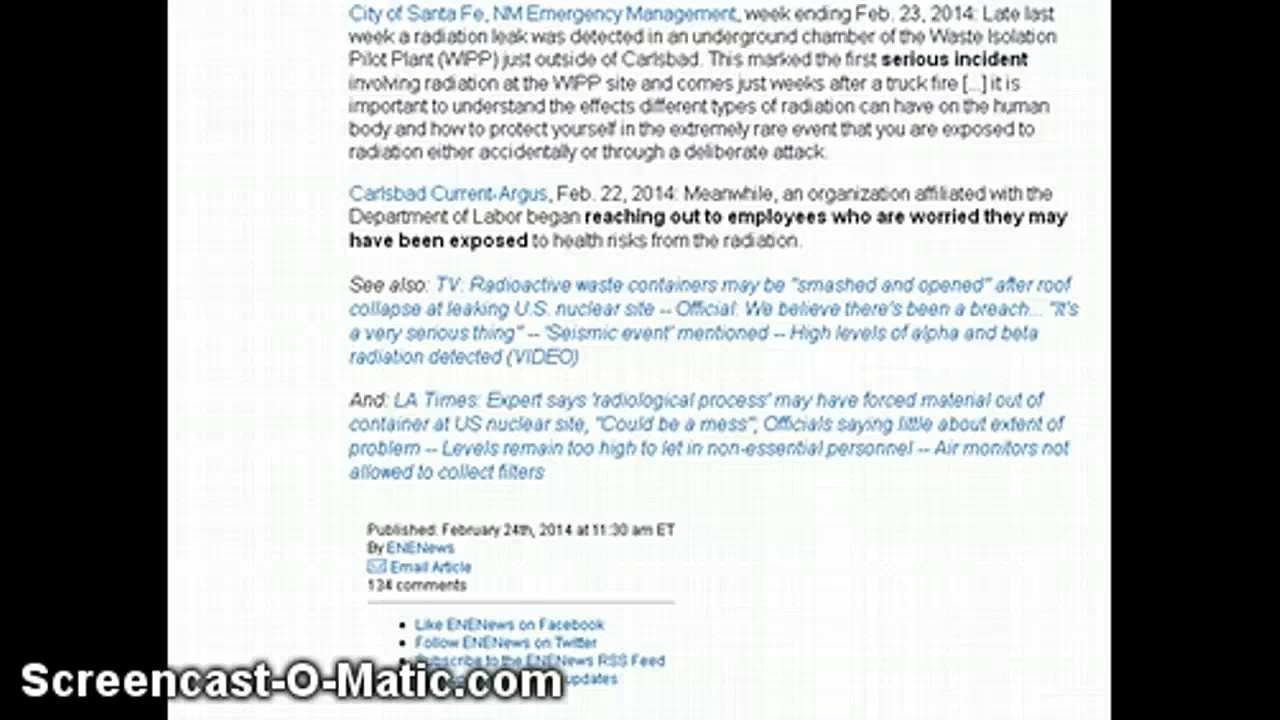 City of Santa Fe, NM Emergency Management, week ending Feb. 23, 2014: Late last
week a radiation leak was detected in an underground chamber of the Waste Isolation
Pilot Plant (WIPP) just outside of Carlsbad. This marked the first serious incident
involving radiation at the WIPP site and comes just weeks after a truck fire [...] it is
important to understand the effects different types of radiation can have on the human
body and how to protect yourself in the extremely rare event that you are exposed to
radiation either accidentally or through a deliberate attack.
Carlsbad Current-Argus, Feb. 22, 2014: Meanwhile, an organization affiliated with the
Department of Labor began reaching out to employees who are worried they may
have been exposed to health risks from the radiation.
See also: TV: Radioactive waste containers may be "smashed and opened" after roof
collapse at leaking U.S. nuclear site -- Official: We believe there's been a breach... "It's
a very serious thing" -- 'Seismic event' mentioned -- High levels of alpha and beta
radiation detected (VIDEO)
And: LA Times: Expert says 'radiological process' may have forced material out of
container at US nuclear site, "Could be a mess"; Officials saying little about extent of
problem -- Levels remain too high to let in non-essential personnel -- Air monitors not
allowed to collect filters
Published: February 24th, 2014 at 11:30 am ET
By ENENews
Email Article
134 comments
Like ENENews on Facebook
Follow ENENews on Twitter
Subscribe to the ENENews RSS Feed
updates
Screencast-O-Matic.com